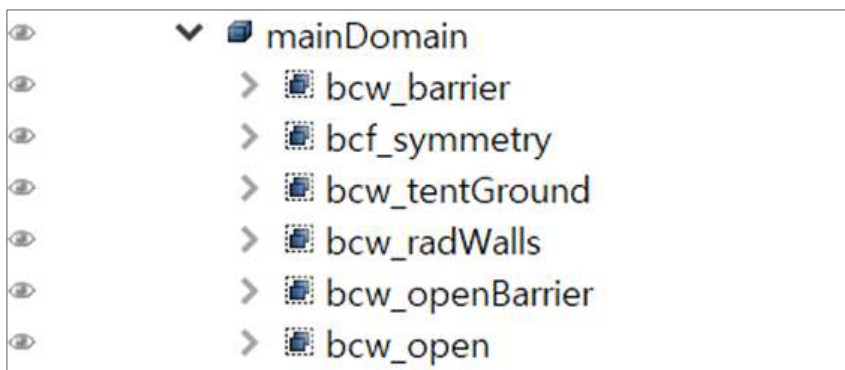 mainDomain
bcw_barrier
bcf_symmetry
bcw_tentGround
bcw_radWalls
bcw_openBarrier
bcw_open